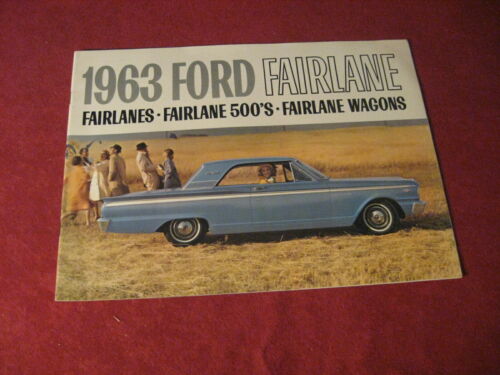 1963 FORD FAIRLANE
FAIRLANES · FAIRLANE 500'S · FAIRLANE WAGONS